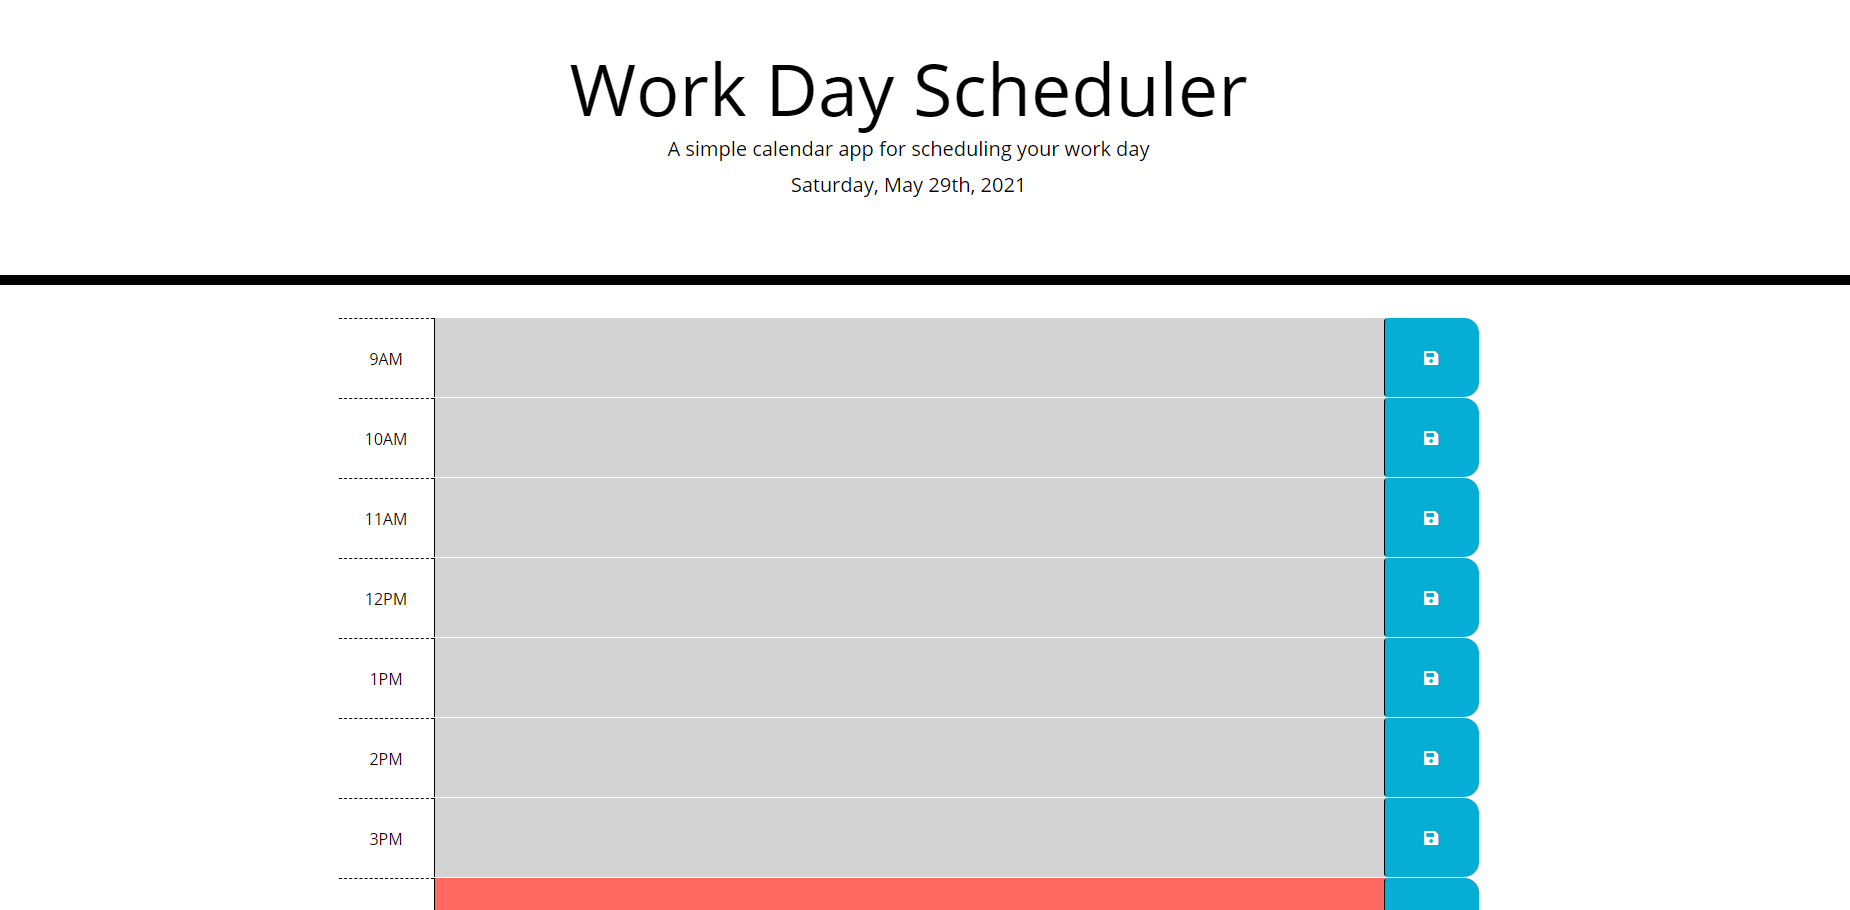 Work Day Scheduler
A simple calendar app for scheduling your work day
Saturday, May 29th, 2021
9AM
10AM
11AM
12PM
1PM
2PM
3PM